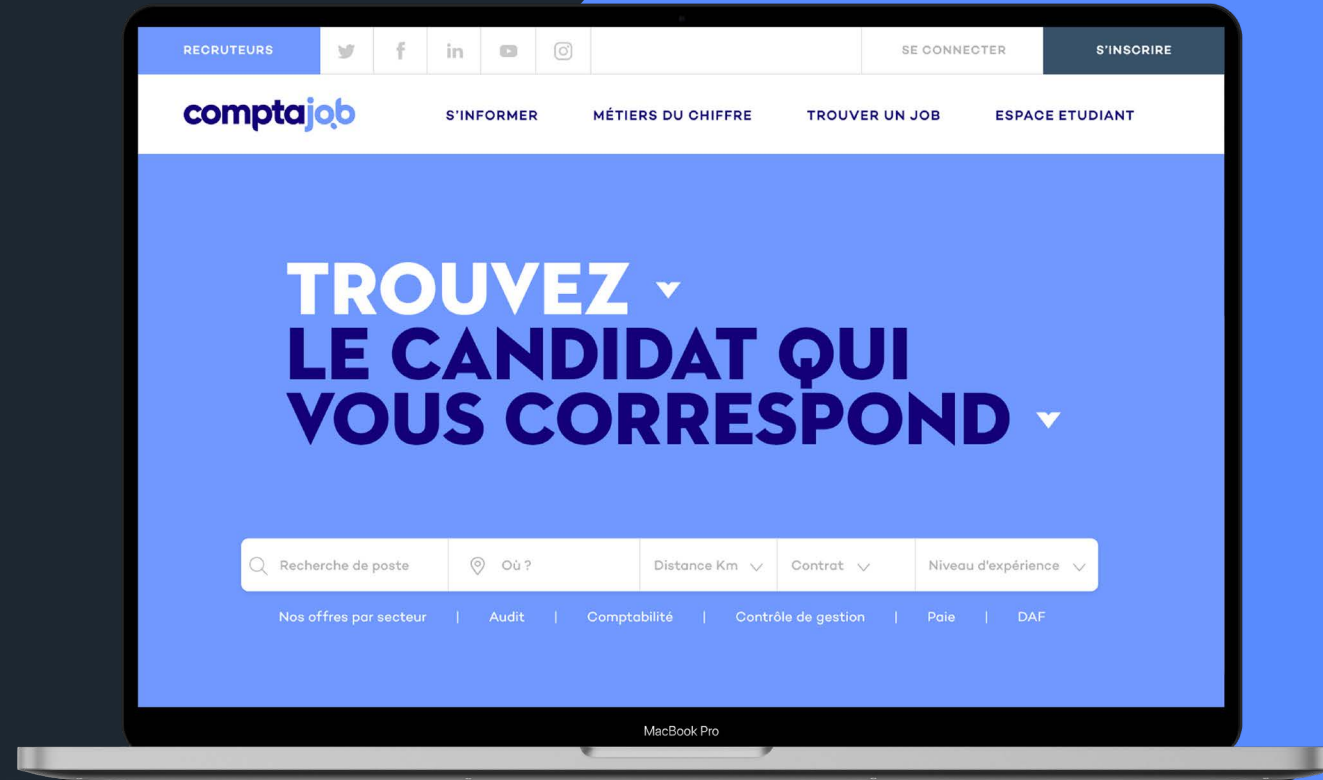 RECRUTEURS
SE CONNECTER
S'INSCRIRE
comptajob
S'INFORMER
MÉTIERS DU CHIFFRE
TROUVER UN JOB
ESPACE ETUDIANT
TROUVEZ
LE CANDIDAT QUI
VOUS CORRESPOND
Recherche de poste
Où ?
Distance Km
Contrat
Niveau d'expérience
Nos offres par secteur | Audit | Comptabilité | Contrôle de gestion | Paie | DAF
MacBook Pro